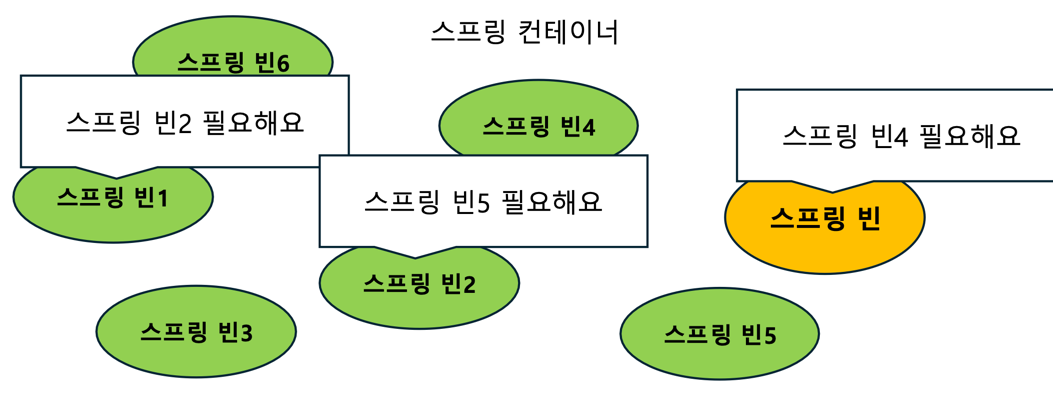 스프링 컨테이너
스프링 빈6
스프링 빈2 필요해요
스프링 빈1
스프링 빈4
스프링 빈5 필요해요
스프링 빈2
스프링 빈4 필요해요
스프링 빈
스프링 빈3
스프링 빈5